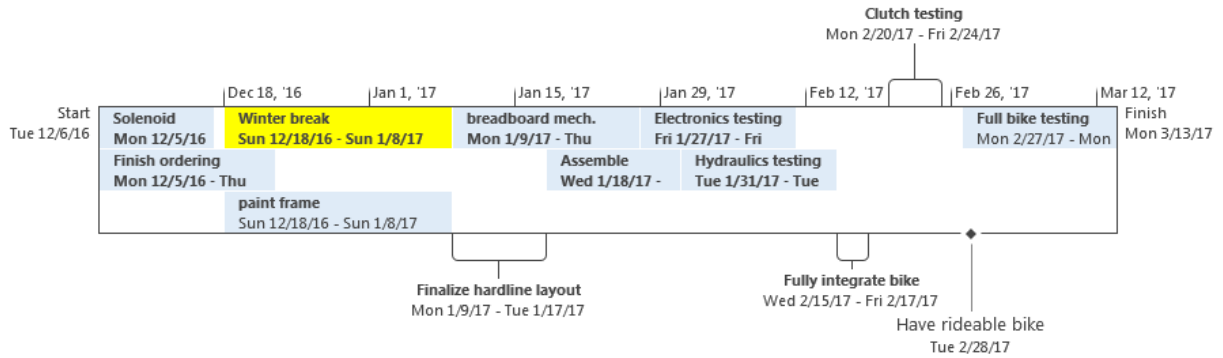 Clutch testing
Mon 2/20/17 - Fri 2/24/17
Dec 18, '16
Jan 1, '17
Jan 15, '17
Jan 29, '17
Feb 12, '17
Feb 26, '17
Mar 12, '17
Start
Tue 12/6/16
Finish
Mon 3/13/17
Solenoid
Mon 12/5/16
Winter break
Sun 12/18/16 - Sun 1/8/17
breadboard mech.
Mon 1/9/17 - Thu
Electronics testing
Fri 1/27/17 - Fri
Full bike testing
Mon 2/27/17 - Mon
Finish ordering
Mon 12/5/16 - Thu
Assemble
Wed 1/18/17 -
Hydraulics testing
Tue 1/31/17 - Tue
paint frame
Sun 12/18/16 - Sun 1/8/17
Finalize hardline layout
Mon 1/9/17 - Tue 1/17/17
Fully integrate bike
Wed 2/15/17 - Fri 2/17/17
Have rideable bike
Tue 2/28/17